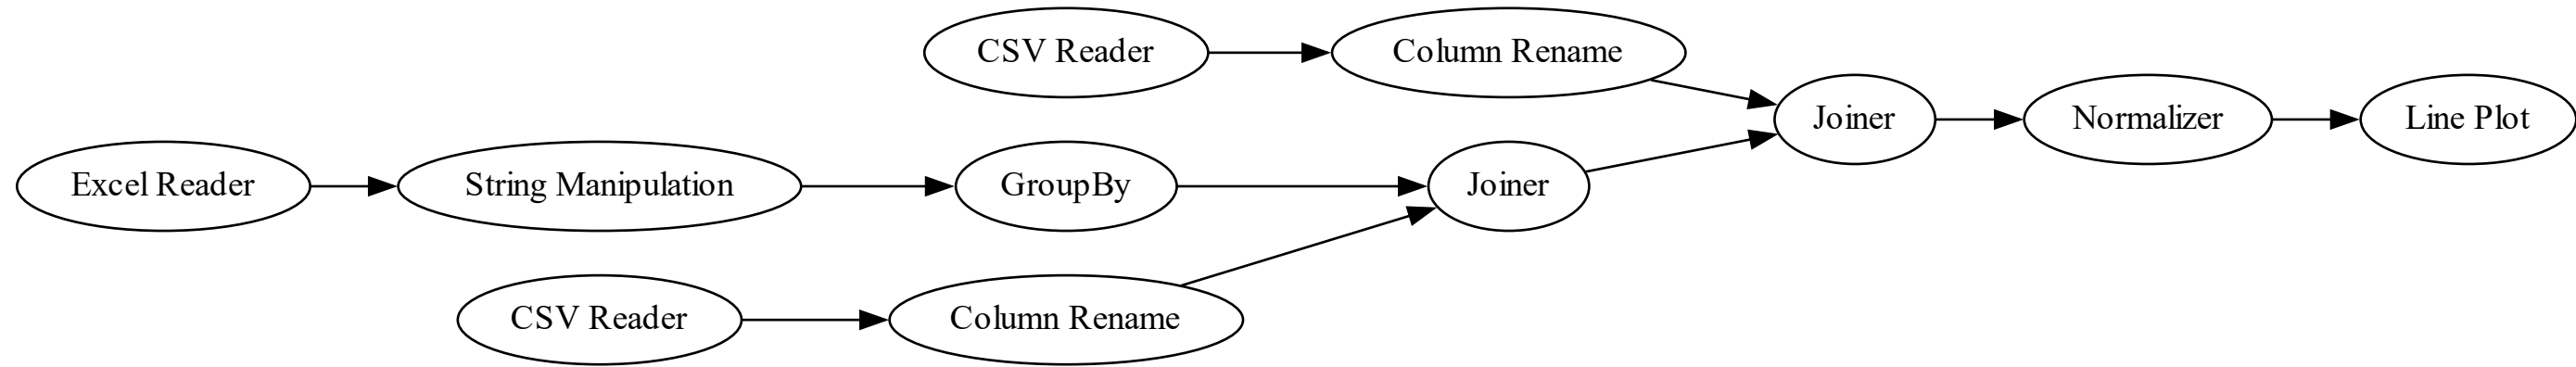 CSV Reader
Column Rename
Joiner
Normalizer
Line Plot
Excel Reader
String Manipulation
GroupBy
Joiner
CSV Reader
Column Rename